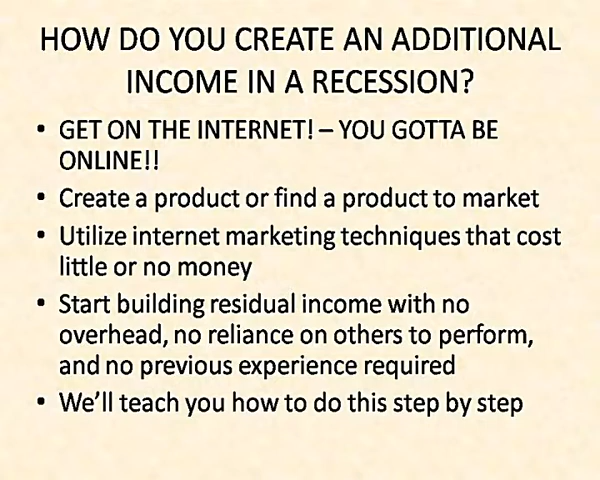 HOW DO YOU CREATE AN ADDITIONAL
INCOME IN A RECESSION?
• GET ON THE INTERNET! – YOU GOTTA BE
ONLINE!!
• Create a product or find a product to market
• Utilize internet marketing techniques that cost
little or no money
• Start building residual income with no
overhead, no reliance on others to perform,
and no previous experience required
• We'll teach you how to do this step by step